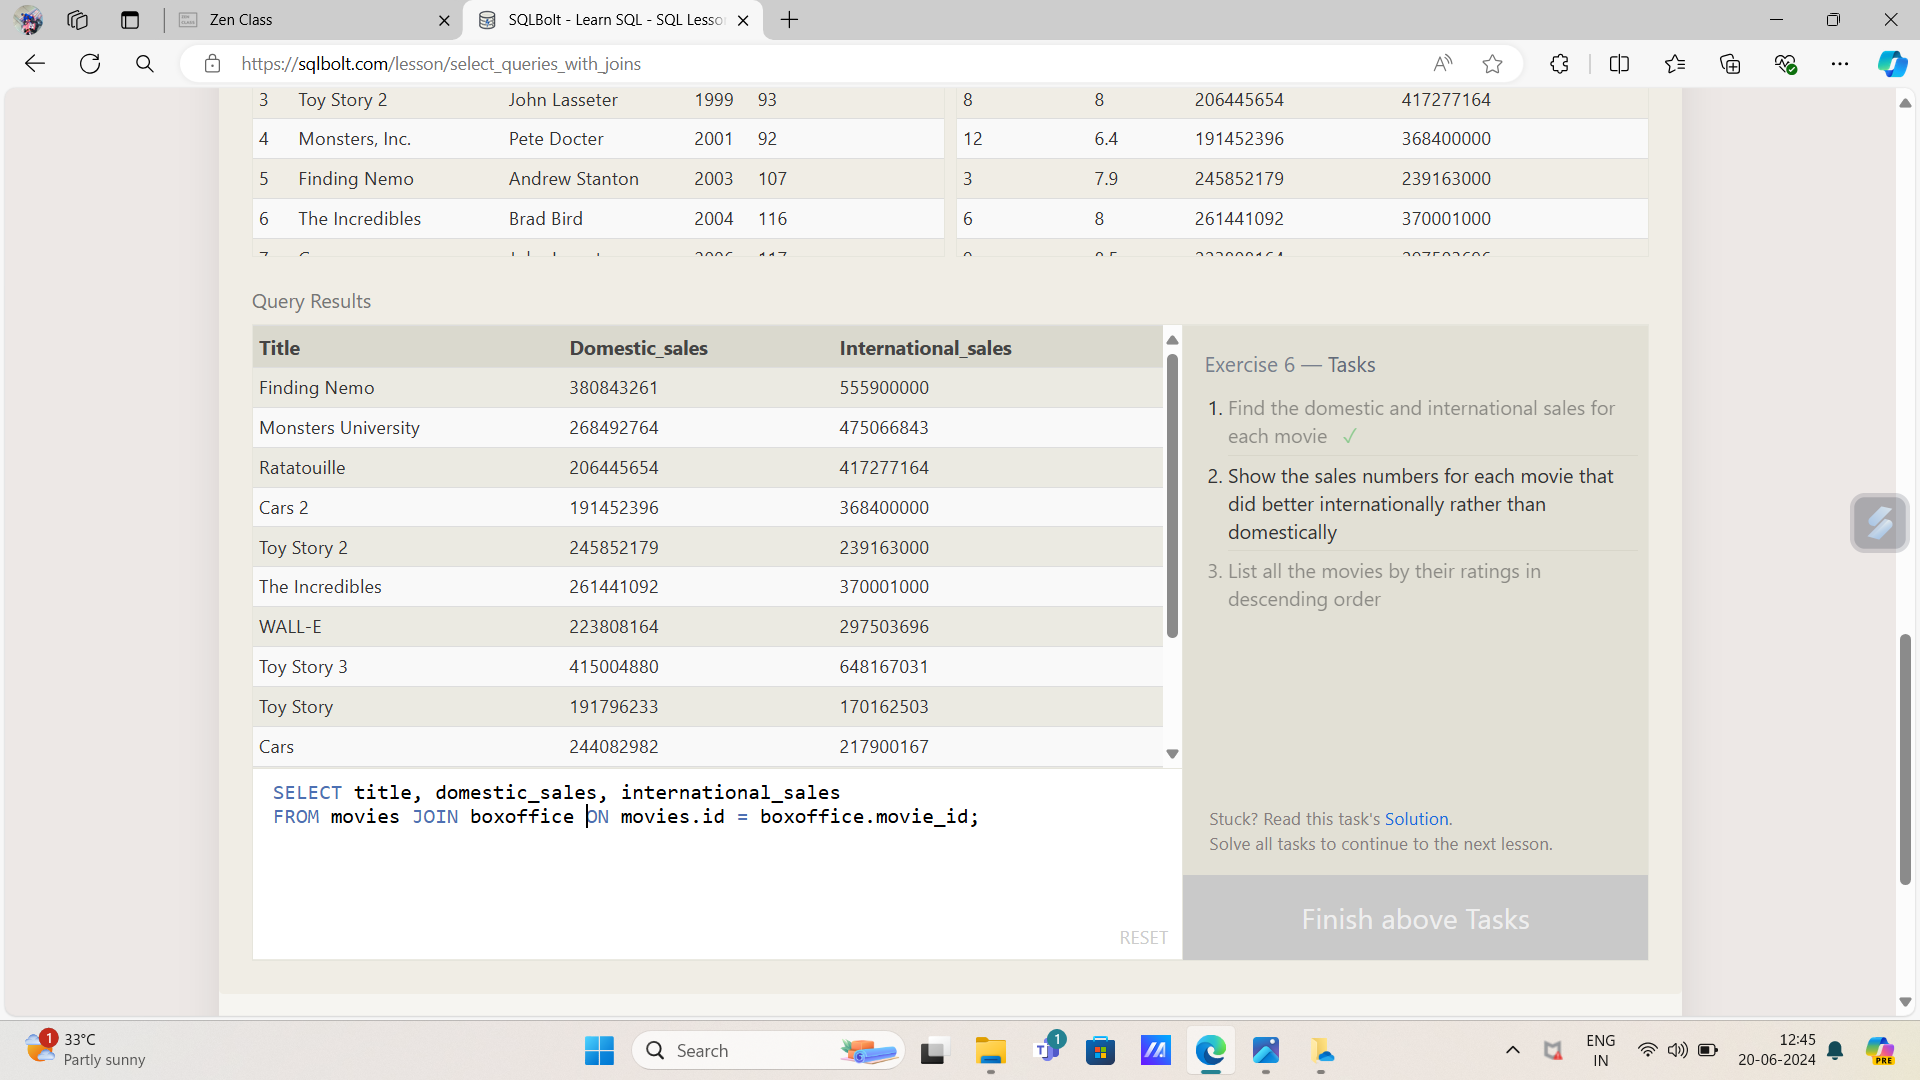 Zen Class
SQLBolt - Learn SQL - SQL Lesso
https://sqlbolt.com/lesson/select_queries_with_joins
3 Toy Story 2 John Lasseter 1999 93 8 8 206445654 417277164
4 Monsters, Inc. Pete Docter 2001 92 12 6.4 191452396 368400000
5 Finding Nemo Andrew Stanton 2003 107 3 7.9 245852179 239163000
6 The Incredibles Brad Bird 2004 116 6 8 261441092 370001000
Query Results
Title Domestic_sales International_sales
Finding Nemo 380843261 555900000
Monsters University 268492764 475066843
Ratatouille 206445654 417277164
Cars 2 191452396 368400000
Toy Story 2 245852179 239163000
The Incredibles 261441092 370001000
WALL-E 223808164 297503696
Toy Story 3 415004880 648167031
Toy Story 191796233 170162503
Cars 244082982 217900167
Exercise 6 — Tasks
1. Find the domestic and international sales for
each movie ✓
2. Show the sales numbers for each movie that
did better internationally rather than
domestically
3. List all the movies by their ratings in
descending order
SELECT title, domestic_sales, international_sales
FROM movies JOIN boxoffice ON movies.id = boxoffice.movie_id;
RESET
Stuck? Read this task's Solution.
Solve all tasks to continue to the next lesson.
Finish above Tasks
1
33°C
Partly sunny
Search
1
ENG
IN
12:45
20-06-2024
PRE